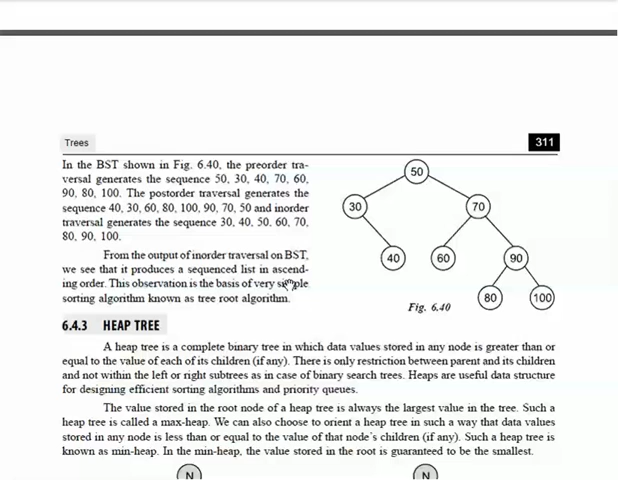 Trees
311
In the BST shown in Fig. 6.40, the preorder tra-
versal generates the sequence 50, 30, 40, 70, 60,
90, 80, 100. The postorder traversal generates the
sequence 40, 30, 60, 80, 100, 90, 70, 50 and inorder
traversal generates the sequence 30, 40, 50, 60, 70,
80, 90, 100.
From the output of inorder traversal on BST,
we see that it produces a sequenced list in ascend-
ing order. This observation is the basis of very simple
sorting algorithm known as tree root algorithm.
50
30
70
40
60
90
80
100
Fig. 6.40
6.4.3 HEAP TREE
A heap tree is a complete binary tree in which data values stored in any node is greater than or
equal to the value of each of its children (if any). There is only restriction between parent and its children
and not within the left or right subtrees as in case of binary search trees. Heaps are useful data structure
for designing efficient sorting algorithms and priority queues.
The value stored in the root node of a heap tree is always the largest value in the tree. Such a
heap tree is called a max-heap. We can also choose to orient a heap tree in such a way that data values
stored in any node is less than or equal to the value of that node's children (if any). Such a heap tree is
known as min-heap. In the min-heap, the value stored in the root is guaranteed to be the smallest.
N
N